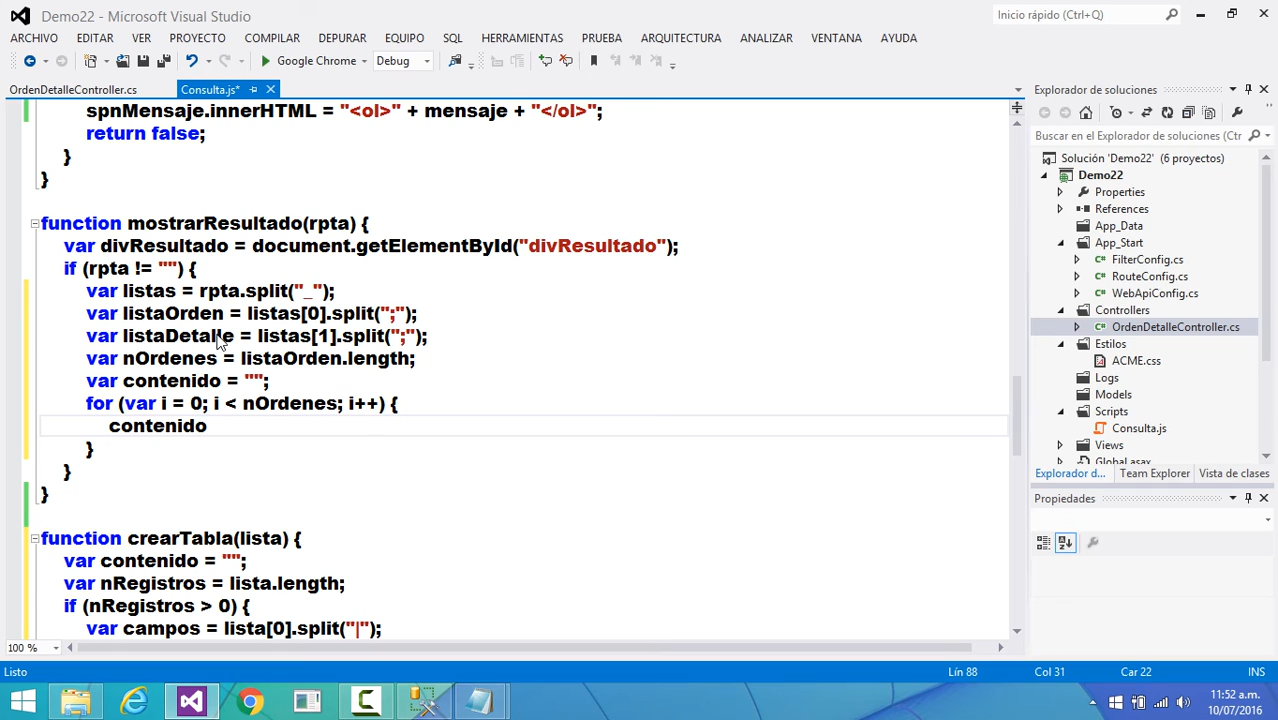 Demo22 - Microsoft Visual Studio
Inicio rápido (Ctrl+Q)
ARCHIVO EDITAR VER PROYECTO COMPILAR DEPURAR EQUIPO SQL HERRAMIENTAS PRUEBA ARQUITECTURA ANALIZAR VENTANA AYUDA
Google Chrome Debug
OrdenDetalleController.cs Consulta.js*
spnMensaje.innerHTML = "<ol>" + mensaje + "</ol>";
return false;
}
}
function mostrarResultado(rpta) {
var divResultado = document.getElementById("divResultado");
if (rpta != "") {
var listas = rpta.split("_");
var listaOrden = listas[0].split(";");
var listaDetalle = listas[1].split(";");
var nOrdenes = listaOrden.length;
var contenido = "";
for (var i = 0; i < nOrdenes; i++) {
contenido
}
}
}
function crearTabla(lista) {
var contenido = "";
var nRegistros = lista.length;
if (nRegistros > 0) {
var campos = lista[0].split("|");
100 %
Explorador de soluciones
Buscar en el Explorador de soluciones (Ctr
Solución 'Demo22' (6 proyectos)
Demo22
Properties
References
App_Data
App_Start
FilterConfig.cs
RouteConfig.cs
WebApiConfig.cs
Controllers
OrdenDetalleController.cs
Estilos
ACME.css
Logs
Models
Scripts
Consulta.js
Views
Global.asax
Explorador d... Team Explorer Vista de clases
Propiedades
Listo Lín 88 Col 31 Car 22 INS
11:52 a.m.
10/07/2016